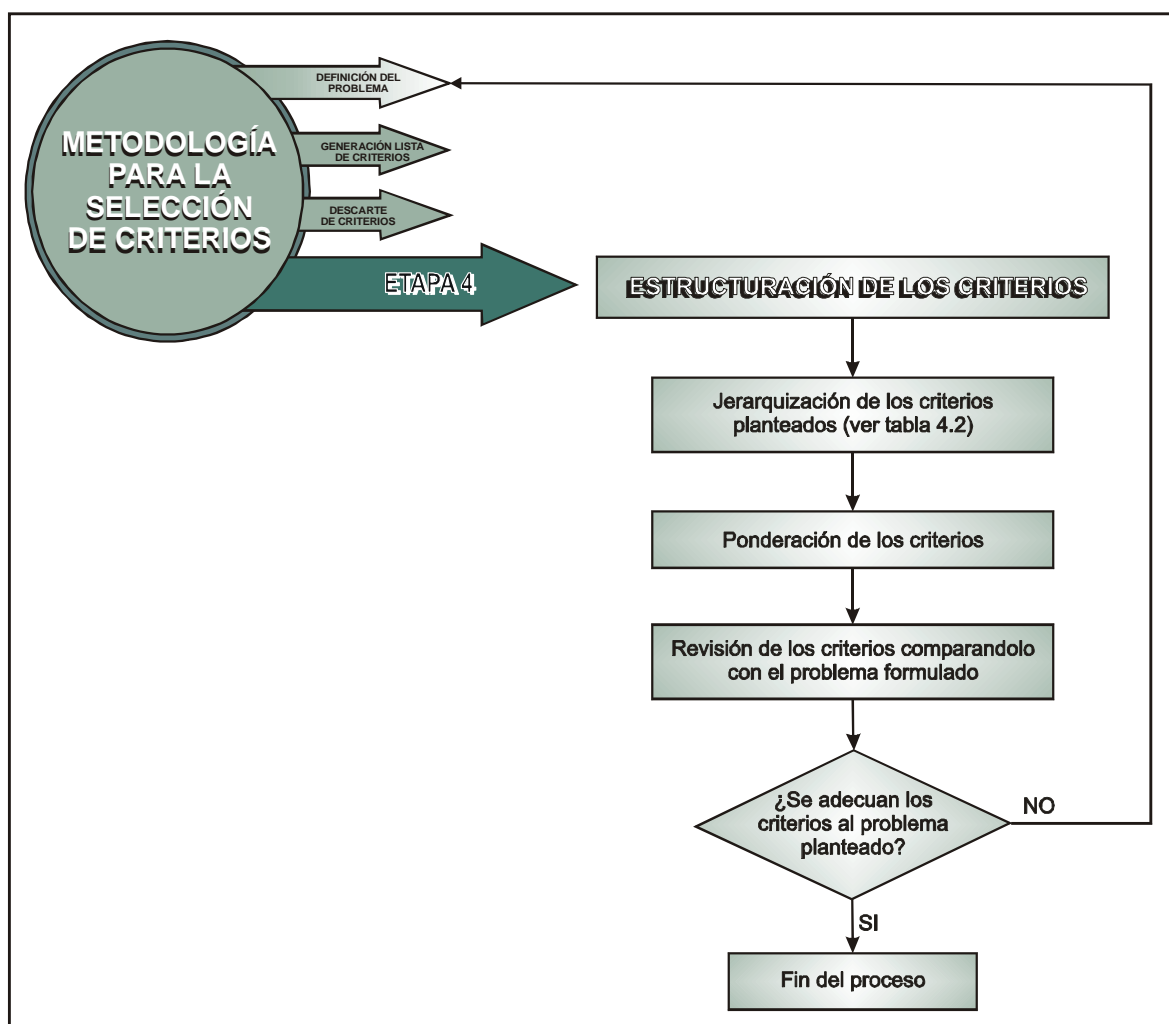 METODOLOGÍA
PARA LA
SELECCIÓN
DE CRITERIOS
DEFINICIÓN DEL
PROBLEMA
GENERACIÓN LISTA
DE CRITERIOS
DESCARTE
DE CRITERIOS
ETAPA 4
ESTRUCTURACIÓN DE LOS CRITERIOS
Jerarquización de los criterios
planteados (ver tabla 4.2)
Ponderación de los criterios
Revisión de los criterios comparandolo
con el problema formulado
¿Se adecuan los
criterios al problema
planteado?
NO
SI
Fin del proceso